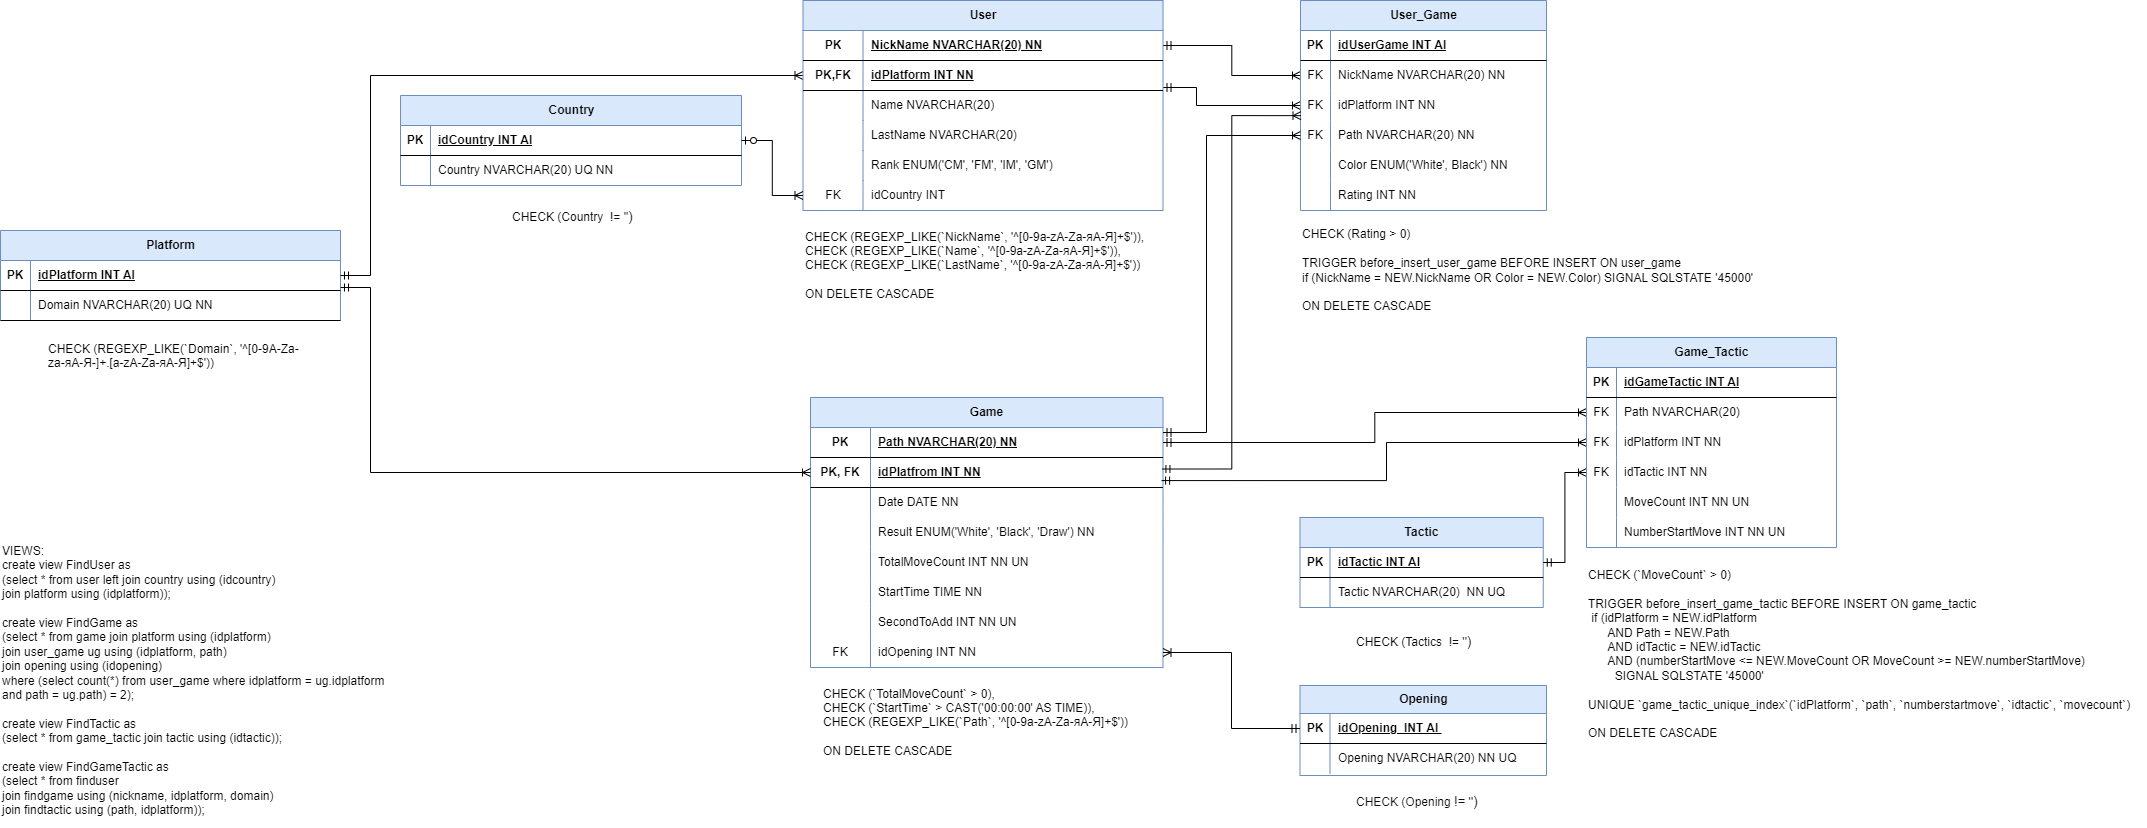 User
PK NickName NVARCHAR(20) NN
PK,FK idPlatform INT NN
Name NVARCHAR(20)
LastName NVARCHAR(20)
Rank ENUM('CM', 'FM', 'IM', 'GM')
FK idCountry INT
CHECK (REGEXP_LIKE(`NickName`, '^[0-9a-zA-Za-яА-Я]+$')),
CHECK (REGEXP_LIKE(`Name`, '^[0-9a-zA-Za-яА-Я]+$')),
CHECK (REGEXP_LIKE(`LastName`, '^[0-9a-zA-Za-яА-Я]+$'))
ON DELETE CASCADE
User_Game
PK idUserGame INT AI
FK NickName NVARCHAR(20) NN
FK idPlatform INT NN
FK Path NVARCHAR(20) NN
Color ENUM('White', Black') NN
Rating INT NN
CHECK (Rating > 0)
TRIGGER before_insert_user_game BEFORE INSERT ON user_game
if (NickName = NEW.NickName OR Color = NEW.Color) SIGNAL SQLSTATE '45000'
ON DELETE CASCADE
Country
PK idCountry INT AI
Country NVARCHAR(20) UQ NN
CHECK (Country  != '')
Platform
PK idPlatform INT AI
Domain NVARCHAR(20) UQ NN
CHECK (REGEXP_LIKE(`Domain`, '^[0-9A-Za-
za-яА-Я-]+.[a-zA-Za-яА-Я]+$'))
Game
PK Path NVARCHAR(20) NN
PK, FK idPlatfrom INT NN
Date DATE NN
Result ENUM('White', 'Black', 'Draw') NN
TotalMoveCount INT NN UN
StartTime TIME NN
SecondToAdd INT NN UN
FK idOpening INT NN
CHECK (`TotalMoveCount` > 0),
CHECK (`StartTime` > CAST('00:00:00' AS TIME)),
CHECK (REGEXP_LIKE(`Path`, '^[0-9a-zA-Za-яА-Я]+$'))
ON DELETE CASCADE
Game_Tactic
PK idGameTactic INT AI
FK Path NVARCHAR(20)
FK idPlatform INT NN
FK idTactic INT NN
MoveCount INT NN UN
NumberStartMove INT NN UN
CHECK (`MoveCount` > 0)
TRIGGER before_insert_game_tactic BEFORE INSERT ON game_tactic
if (idPlatform = NEW.idPlatform
AND Path = NEW.Path
AND idTactic = NEW.idTactic
AND (numberStartMove <= NEW.MoveCount OR MoveCount >= NEW.numberStartMove)
SIGNAL SQLSTATE '45000'
UNIQUE `game_tactic_unique_index`(`idPlatform`, `path`, `numberstartmove`, `idtactic`, `movecount`)
ON DELETE CASCADE
Tactic
PK idTactic INT AI
Tactic NVARCHAR(20)  NN UQ
CHECK (Tactics  != '')
Opening
PK idOpening  INT AI
Opening NVARCHAR(20) NN UQ
CHECK (Opening != '')
VIEWS:
create view FindUser as
(select * from user left join country using (idcountry)
join platform using (idplatform));
create view FindGame as
(select * from game join platform using (idplatform)
join user_game ug using (idplatform, path)
join opening using (idopening)
where (select count(*) from user_game where idplatform = ug.idplatform
and path = ug.path) = 2);
create view FindTactic as
(select * from game_tactic join tactic using (idtactic));
create view FindGameTactic as
(select * from finduser
join findgame using (nickname, idplatform, domain)
join findtactic using (path, idplatform));